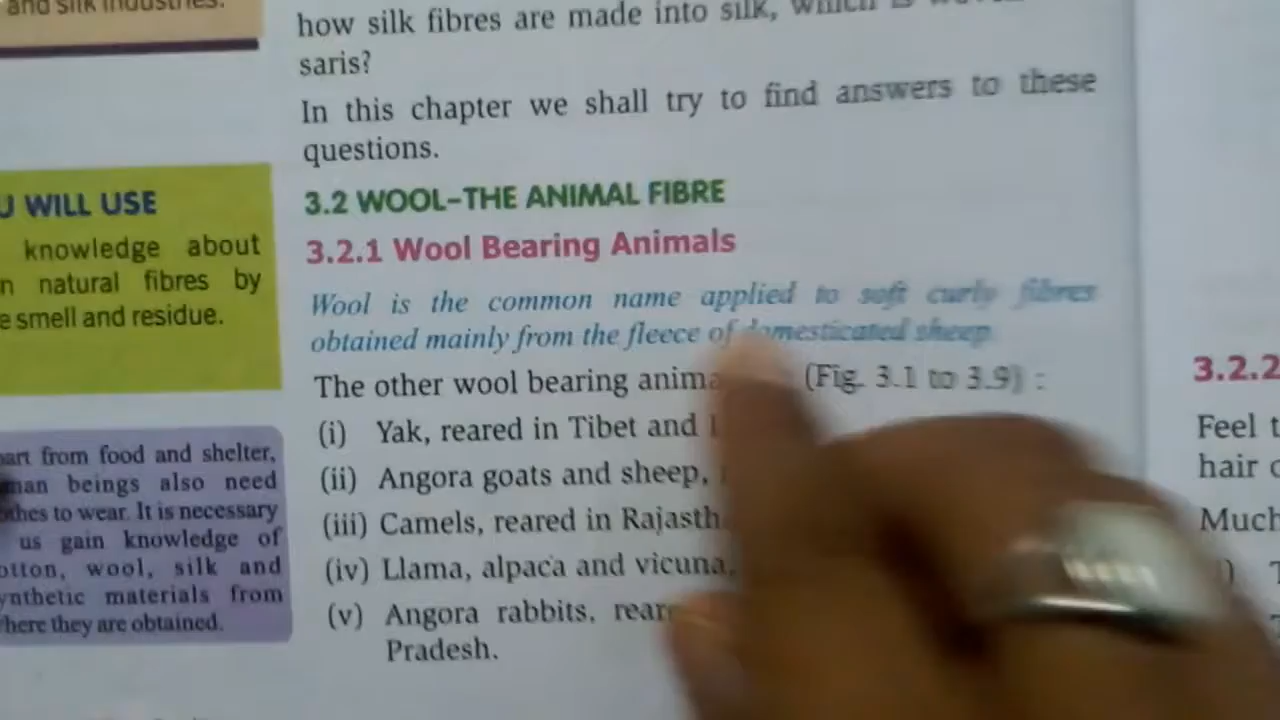 and silk industries.
U WILL USE
knowledge about
n natural fibres by
e smell and residue.
part from food and shelter,
man beings also need
othes to wear. It is necessary
us gain knowledge of
otton, wool, silk and
ynthetic materials from
here they are obtained.
how silk fibres are made into silk, which is
saris?
In this chapter we shall try to find answers to these
questions.
3.2 WOOL–THE ANIMAL FIBRE
3.2.1 Wool Bearing Animals
Wool is the common name applied to soft curly fibres
obtained mainly from the fleece of domesticated sheep
The other wool bearing anima (Fig. 3.1 to 3.9) :
(i) Yak, reared in Tibet and
(ii) Angora goats and sheep,
(iii) Camels, reared in Rajasth
(iv) Llama, alpaca and vicuna,
(v) Angora rabbits, rear
Pradesh.
3.2.2
Feel t
hair
Much